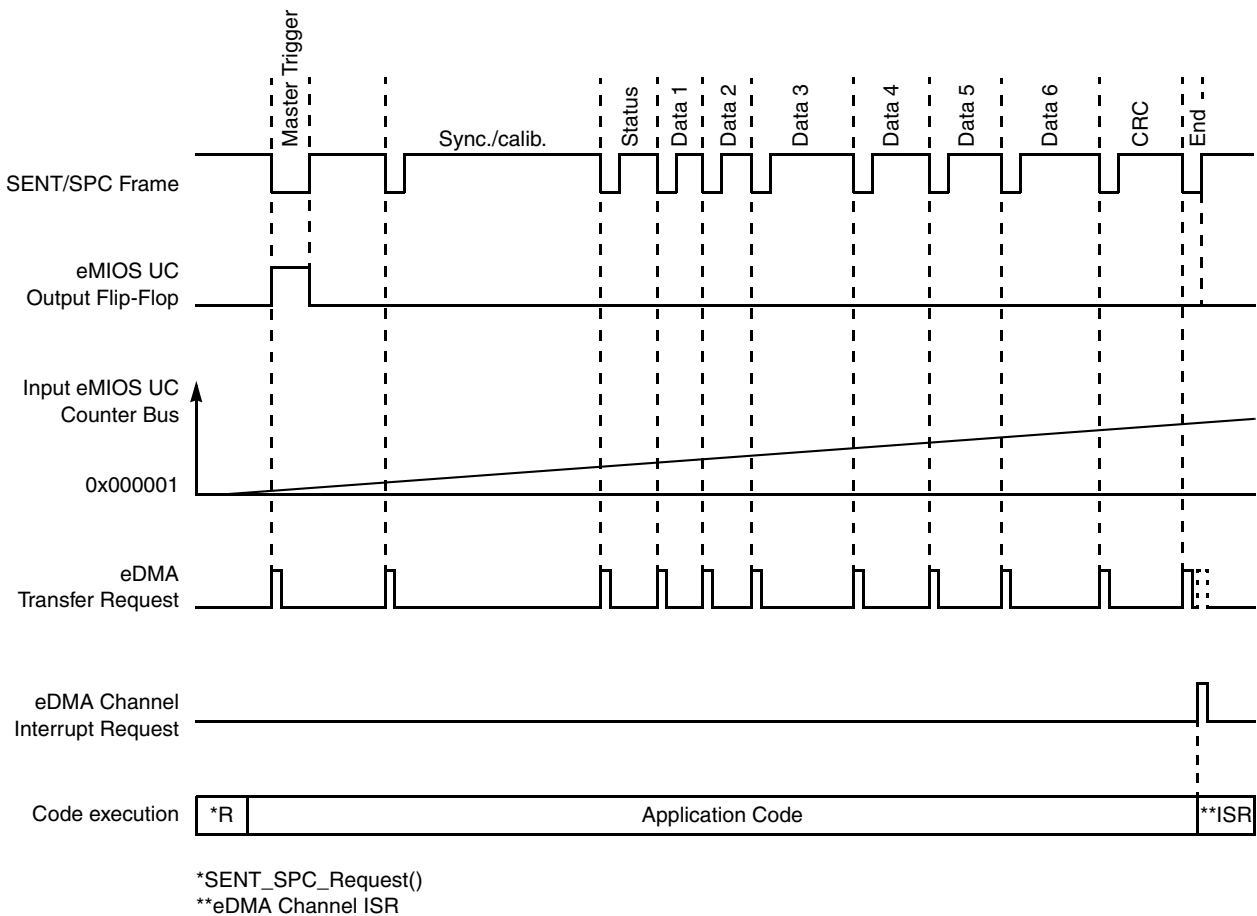 Master Trigger
Sync./calib.
Status
Data 1
Data 2
Data 3
Data 4
Data 5
Data 6
CRC
End
SENT/SPC Frame
eMIOS UC
Output Flip-Flop
Input eMIOS UC
Counter Bus
0x000001
eDMA
Transfer Request
eDMA Channel
Interrupt Request
Code execution
*R
Application Code
**ISR
*SENT_SPC_Request()
**eDMA Channel ISR